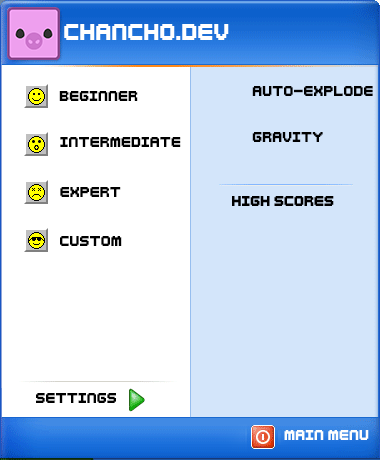 CHANCHO.DEV
BEGINNER
INTERMEDIATE
EXPERT
CUSTOM
SETTINGS
AUTO-EXPLODE
GRAVITY
HIGH SCORES
MAIN MENU